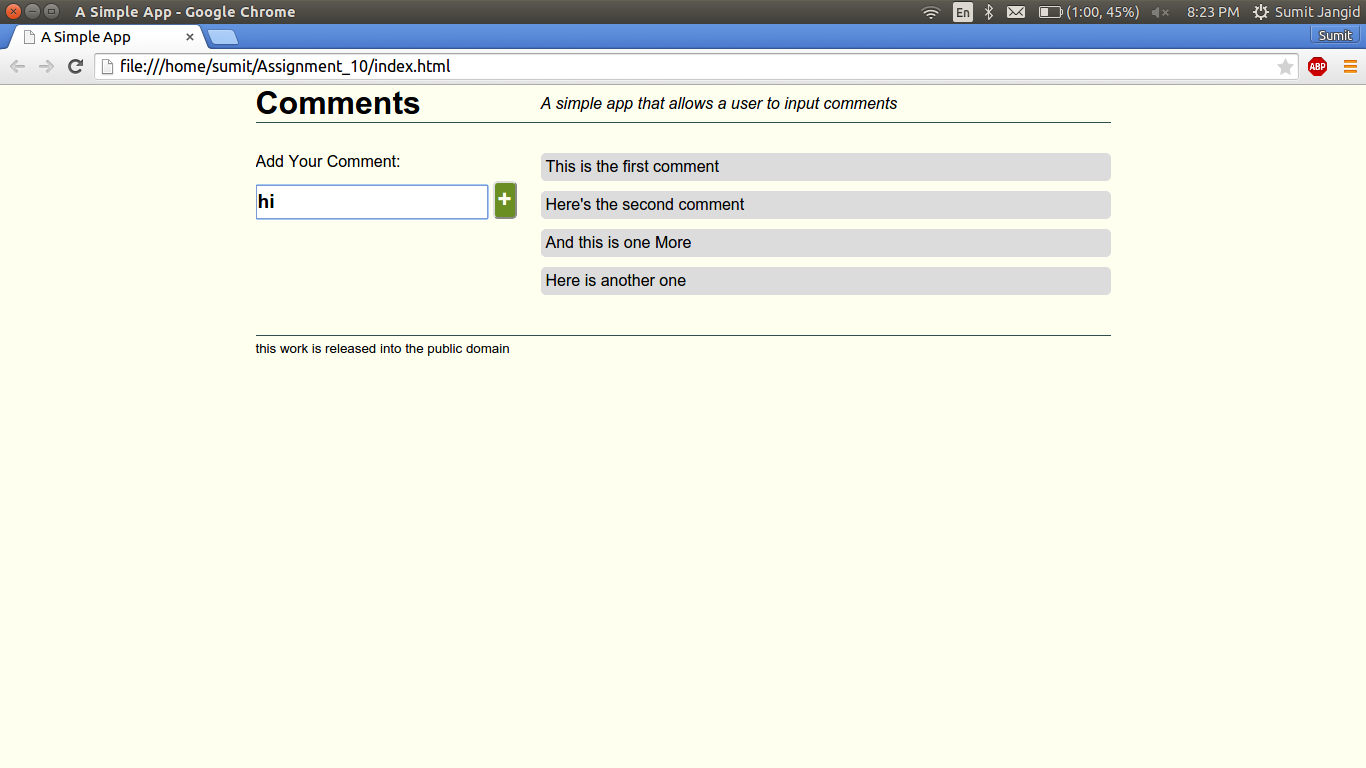 A Simple App - Google Chrome En (1:00, 45%) 8:23 PM Sumit Jangid
A Simple App × Sumit
file:///home/sumit/Assignment_10/index.html ABP
Comments A simple app that allows a user to input comments
Add Your Comment:
hi +
This is the first comment
Here's the second comment
And this is one More
Here is another one
this work is released into the public domain